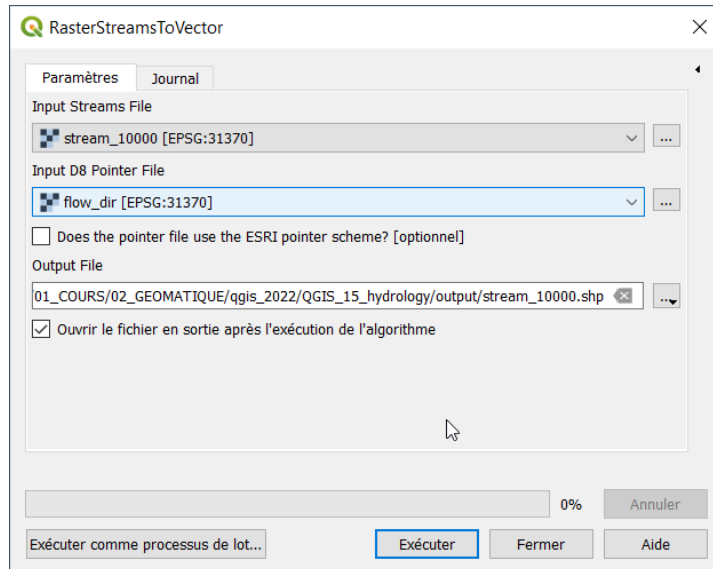 RasterStreamsToVector
Paramètres
Journal
Input Streams File
stream_10000 [EPSG:31370]
...
Input D8 Pointer File
flow_dir [EPSG:31370]
...
Does the pointer file use the ESRI pointer scheme? [optionnel]
Output File
'01_COURS/02_GEOMATIQUE/qgis_2022/QGIS_15_hydrology/output/stream_10000.shp
...
Ouvrir le fichier en sortie après l'exécution de l'algorithme
0%
Annuler
Exécuter comme processus de lot...
Exécuter
Fermer
Aide